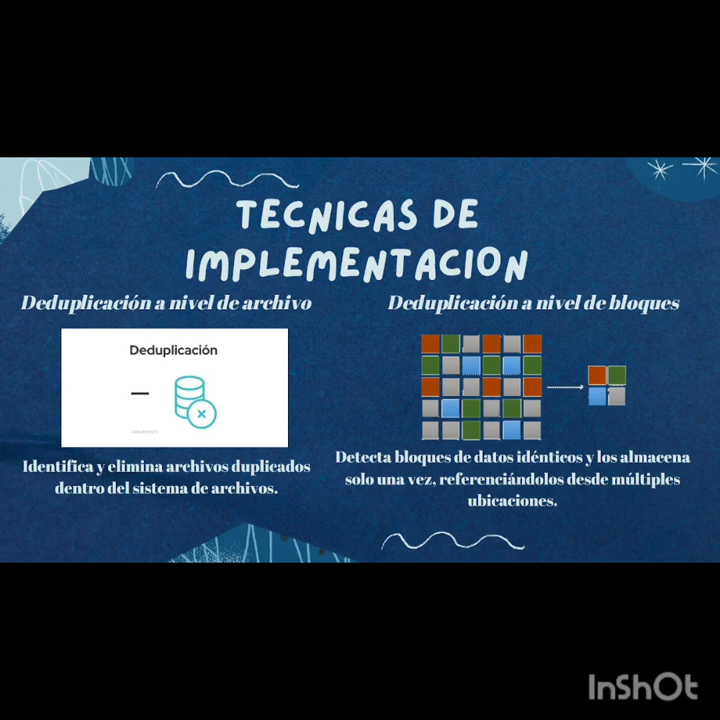 TECNICAS DE
IMPLEMENTACION
Deduplicación a nivel de archivo
Deduplicación
Identifica y elimina archivos duplicados
dentro del sistema de archivos.
Deduplicación a nivel de bloques
Detecta bloques de datos idénticos y los almacena
solo una vez, referenciándolos desde múltiples
ubicaciones.
InShOt